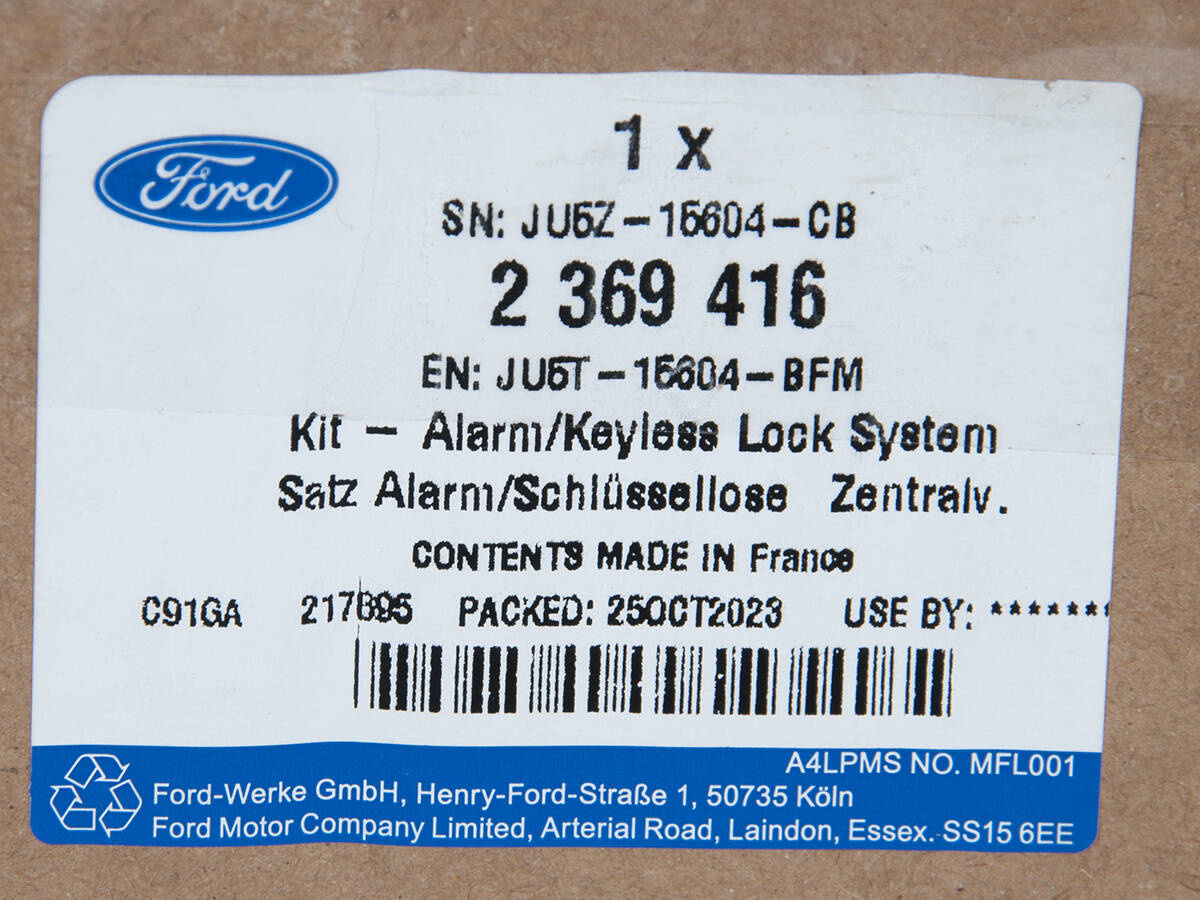 Ford
1 x
SN: JU5Z-15604-CB
2 369 416
EN: JU5T-15604-BFM
Kit - Alarm/Keyless Lock System
Satz Alarm/Schlüssellose Zentralv.
CONTENTS MADE IN France
C91GA 217695 PACKED: 25OCT2023 USE BY: *******
A4LPMS NO. MFL001
Ford-Werke GmbH, Henry-Ford-Straße 1, 50735 Köln
Ford Motor Company Limited, Arterial Road, Laindon, Essex. SS15 6EE